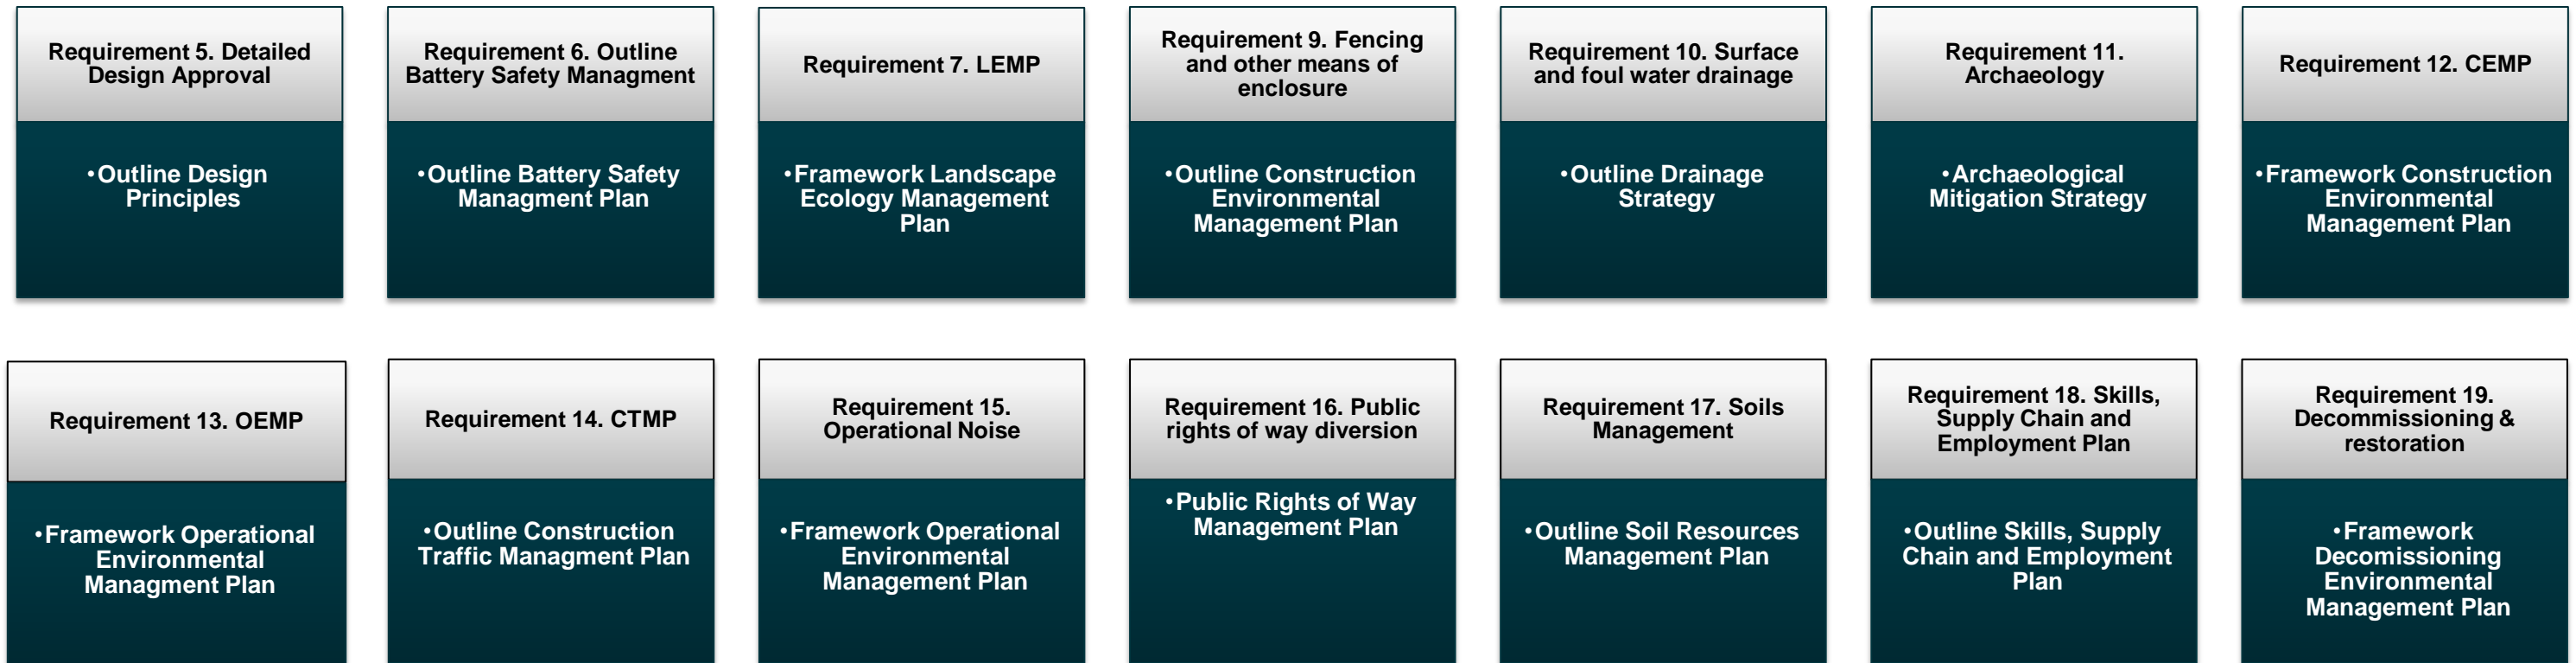 Requirement 5. Detailed
Design Approval
•Outline Design
Principles
Requirement 6. Outline
Battery Safety Managment
•Outline Battery Safety
Managment Plan
Requirement 7. LEMP
•Framework Landscape
Ecology Management
Plan
Requirement 9. Fencing
and other means of
enclosure
•Outline Construction
Environmental
Management Plan
Requirement 10. Surface
and foul water drainage
•Outline Drainage
Strategy
Requirement 11.
Archaeology
•Archaeological
Mitigation Strategy
Requirement 12. CEMP
•Framework Construction
Environmental
Management Plan
Requirement 13. OEMP
•Framework Operational
Environmental
Managment Plan
Requirement 14. CTMP
•Outline Construction
Traffic Managment Plan
Requirement 15.
Operational Noise
•Framework Operational
Environmental
Management Plan
Requirement 16. Public
rights of way diversion
•Public Rights of Way
Management Plan
Requirement 17. Soils
Management
•Outline Soil Resources
Management Plan
Requirement 18. Skills,
Supply Chain and
Employment Plan
•Outline Skills, Supply
Chain and Employment
Plan
Requirement 19.
Decommissioning &
restoration
•Framework
Decomissioning
Environmental
Management Plan